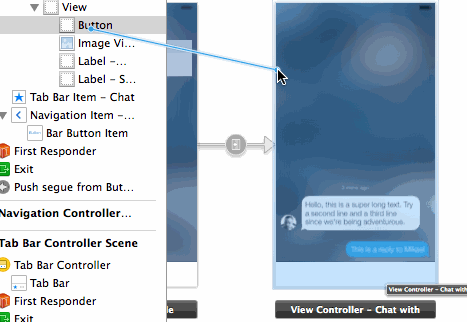 View
Button
Image Vi...
Label -...
Label - S...
Tab Bar Item - Chat
Navigation Item -...
Bar Button Item
First Responder
Exit
Push segue from But...
Navigation Controller...
Tab Bar Controller Scene
Tab Bar Controller
Tab Bar
First Responder
Exit
Hello, this is a super long text. Try
a second line and a third line
since we're being adventurous.
This is a reply to Mikael
View Controller - Chat with
View Controller - Chat with